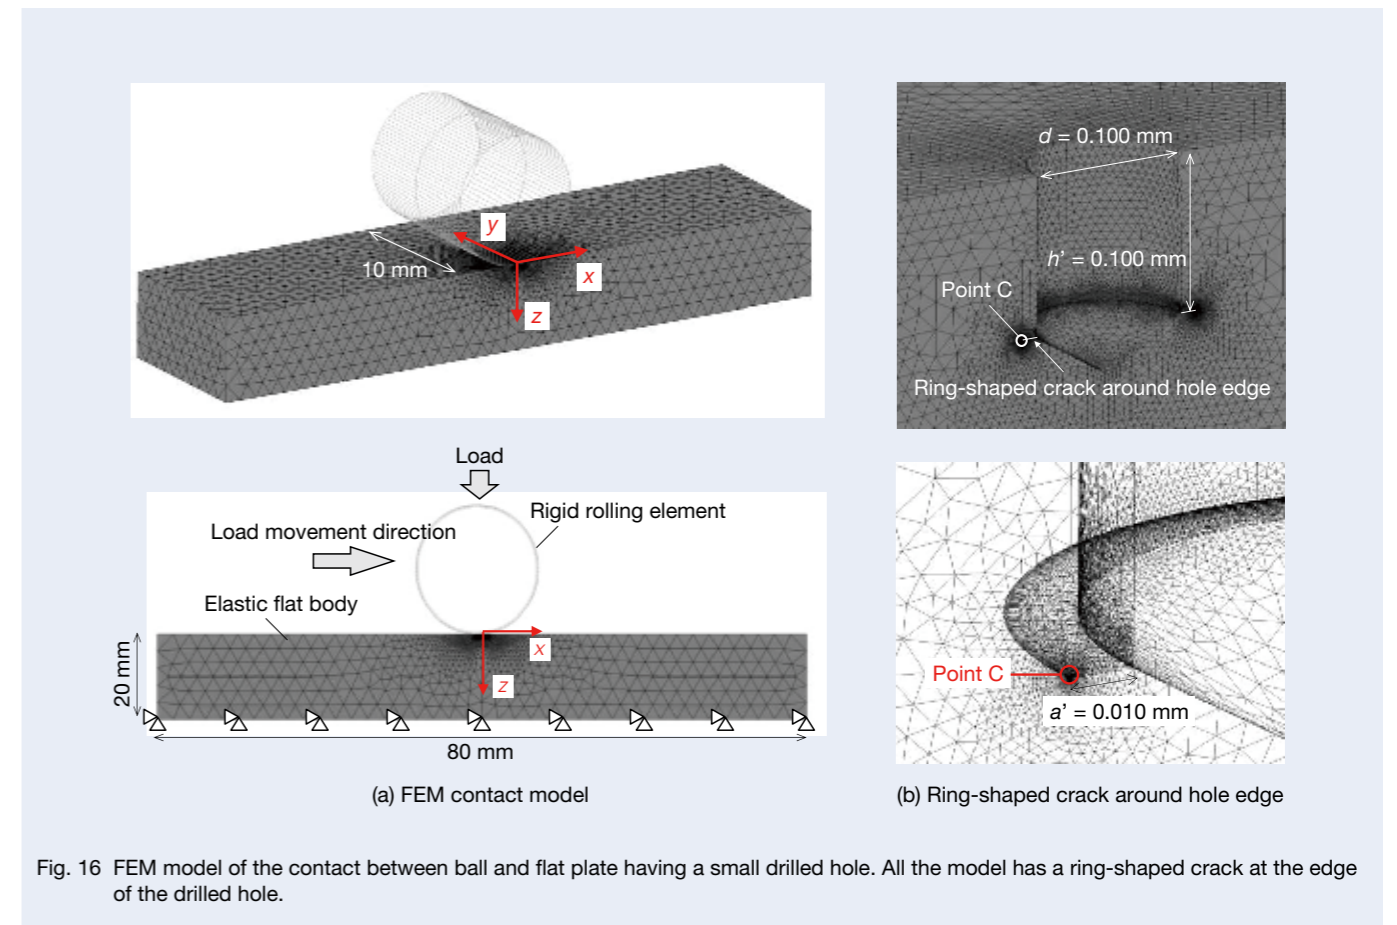 y
10 mm
x
z
d = 0.100 mm
h’ = 0.100 mm
Point C
Ring-shaped crack around hole edge
Load
Rigid rolling element
Load movement direction
Elastic flat body
x
z
20 mm
80 mm
(a) FEM contact model
Point C
a’ = 0.010 mm
(b) Ring-shaped crack around hole edge
Fig. 16 FEM model of the contact between ball and flat plate having a small drilled hole. All the model has a ring-shaped crack at the edge
of the drilled hole.